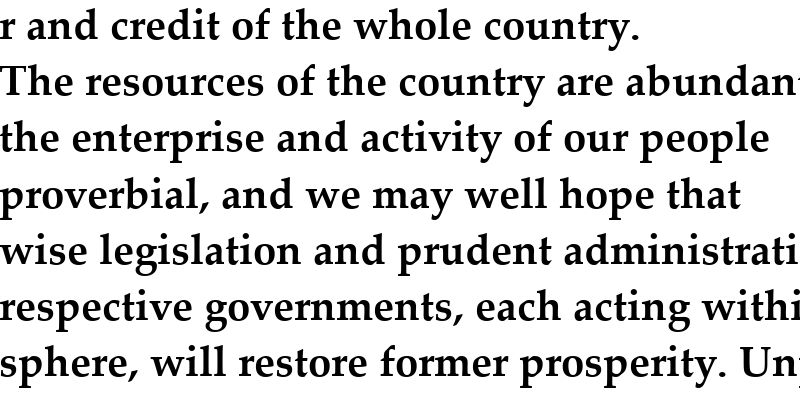 r and credit of the whole country.
The resources of the country are abundant
the enterprise and activity of our people
proverbial, and we may well hope that
wise legislation and prudent administrati
respective governments, each acting withi
sphere, will restore former prosperity. Un